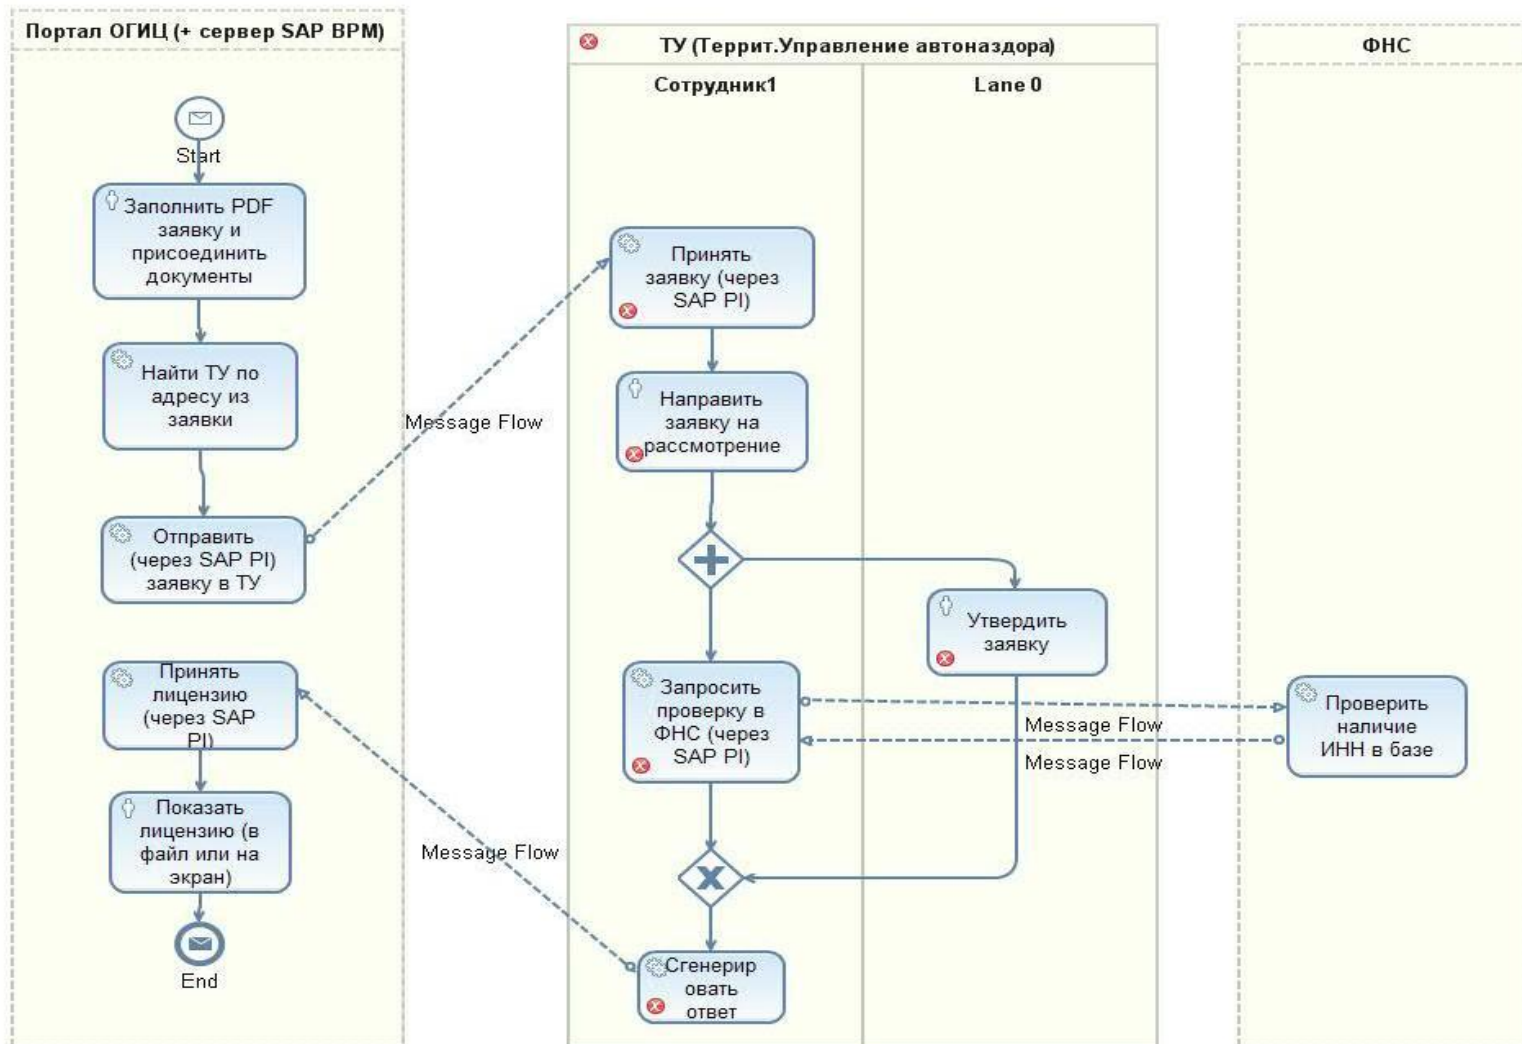 Портал ОГИЦ (+ сервер SAP BPM)
Start
Заполнить PDF
заявку и
присоединить
документы
Найти ТУ по
адресу из
заявки
Отправить
(через SAP PI)
заявку в ТУ
Принять
лицензию
(через SAP
PI)
Показать
лицензию (в
файл или на
экран)
End
Message Flow
Message Flow
ТУ (Террит.Управление автоназдора)
Сотрудник1
Lane 0
Принять
заявку (через
SAP PI)
Направить
заявку на
рассмотрение
Утвердить
заявку
Запросить
проверку в
ФНС (через
SAP PI)
Message Flow
Message Flow
Сгенерир
овать
ответ
ФНС
Проверить
наличие
ИНН в базе